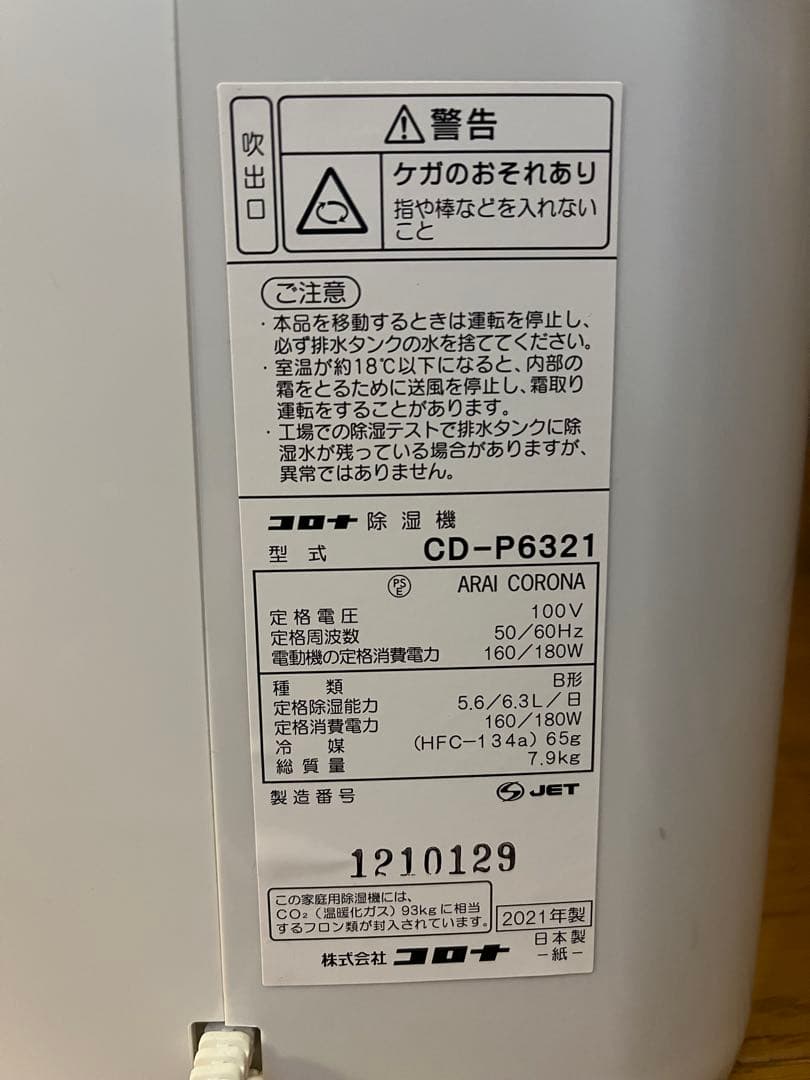 吹出口
警告
ケガのおそれあり
指や棒などを入れない
こと
ご注意
・本品を移動するときは運転を停止し、
必ず排水タンクの水を捨ててください。
・室温が約18℃以下になると、内部の
霜をとるために送風を停止し、霜取り
運転をすることがあります。
・工場での除湿テストで排水タンクに除
湿水が残っている場合がありますが、
異常ではありません。
コロナ 除湿機
型式 CD-P6321
PSE ARAI CORONA
定格電圧 100V
定格周波数 50/60Hz
電動機の定格消費電力 160/180W
種類 B形
定格除湿能力 5.6/6.3L/日
定格消費電力 160/180W
冷媒 (HFC-134a) 65g
総質量 7.9kg
製造番号 JET
1210129
この家庭用除湿機には、
CO₂(温暖化ガス)93kgに相当
するフロン類が封入されています。
2021年製
日本製
株式会社 コロナ -紙-